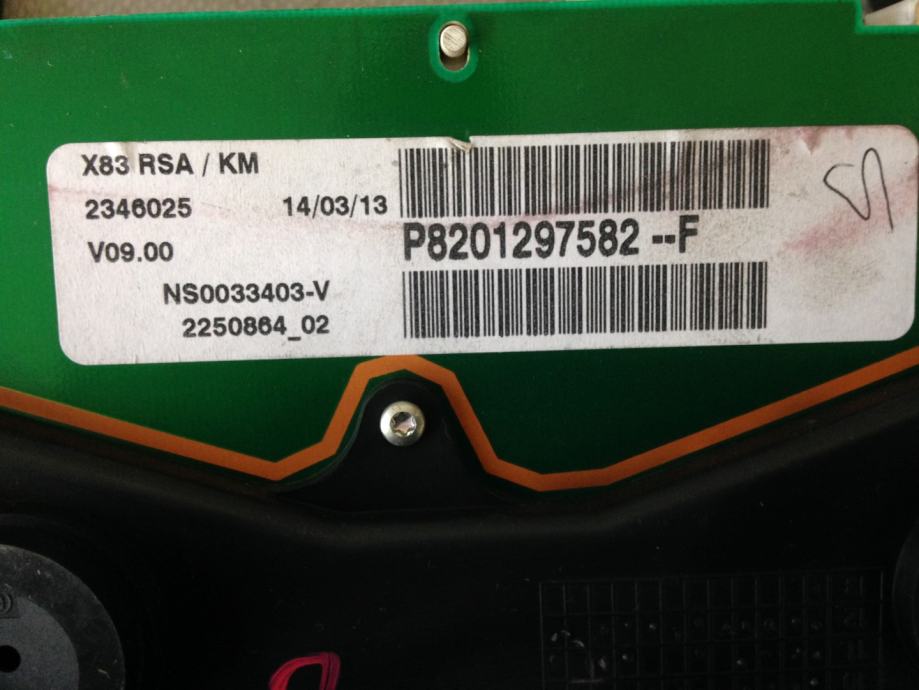 X83 RSA / KM
2346025 14/03/13
V09.00
P8201297582 --F
NS0033403-V
2250864_02